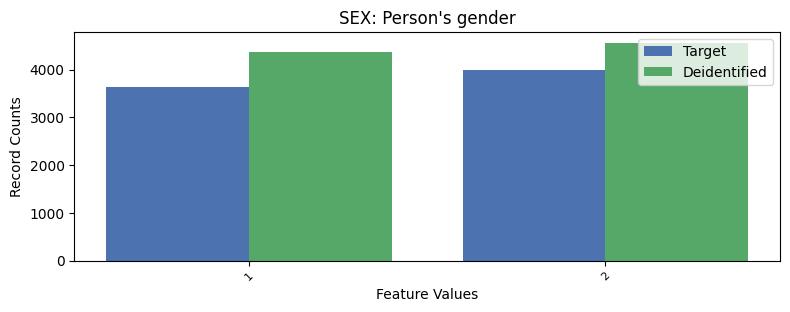 SEX: Person's gender
Target
Deidentified
Record Counts
4000
3000
2000
1000
0
1
2
Feature Values